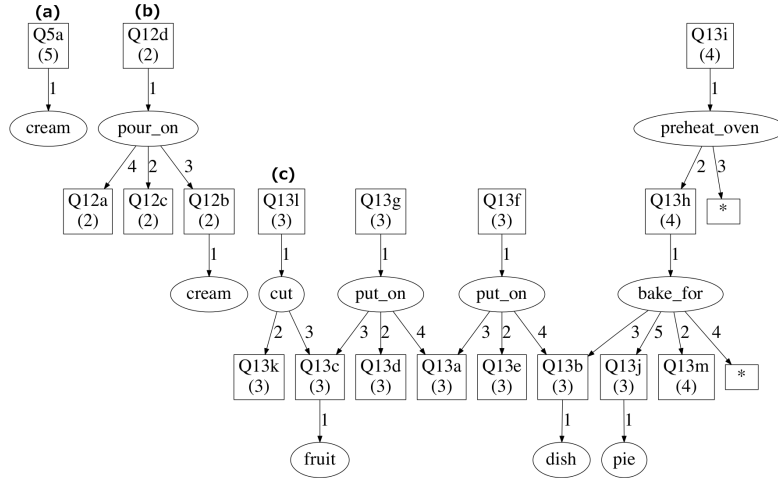 (a) (b)
Q5a Q12d Q13i
(5) (2) (4)
1 1 1
cream pour_on preheat_oven
4 2 3 2 3
(c)
Q12a Q12c Q12b Q13l Q13g Q13f Q13h *
(2) (2) (2) (3) (3) (3) (4)
1 1 1 1 1
cream cut put_on put_on bake_for
2 3 3 2 4 3 2 4 3 5 2 4
Q13k Q13c Q13d Q13a Q13e Q13b Q13j Q13m *
(3) (3) (3) (3) (3) (3) (3) (4)
1 1 1
fruit dish pie